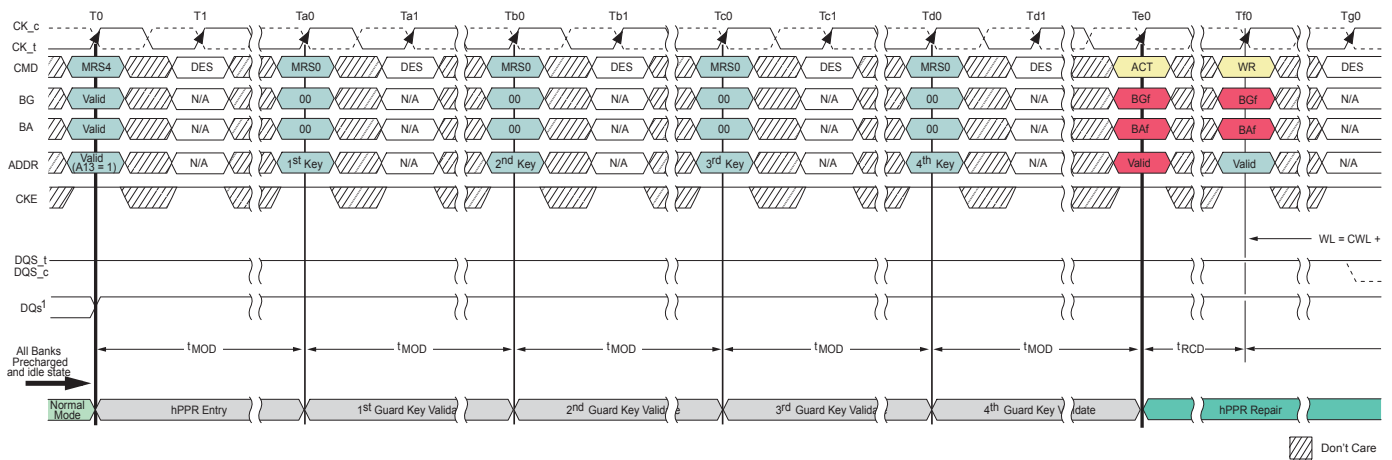 T0 T1 Ta0 Ta1 Tb0 Tb1 Tc0 Tc1 Td0 Td1 Te0 Tf0 Tg0
CK_c
CK_t
CMD MRS4 DES MRS0 DES MRS0 DES MRS0 DES MRS0 DES ACT WR DES
BG Valid N/A 00 N/A 00 N/A 00 N/A 00 N/A BGf BGf N/A
BA Valid N/A 00 N/A 00 N/A 00 N/A 00 N/A BAf BAf N/A
ADDR Valid (A13 = 1) N/A 1st Key N/A 2nd Key N/A 3rd Key N/A 4th Key N/A Valid Valid N/A
CKE
WL = CWL +
DQS_t
DQS_c
DQs1
tMOD tMOD tMOD tMOD tMOD tRCD
All Banks
Precharged
and idle state
Normal Mode hPPR Entry 1st Guard Key Valida 2nd Guard Key Valid e 3rd Guard Key Valida 4th Guard Key V idate hPPR Repair
Don't Care